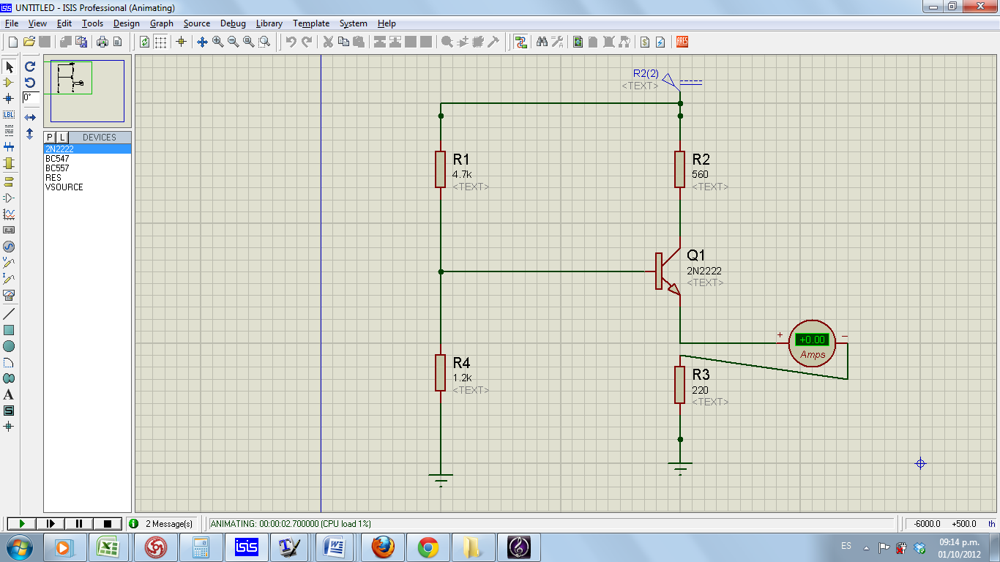 UNTITLED - ISIS Professional (Animating)
File View Edit Tools Design Graph Source Debug Library Template System Help
LBL
0°
P L DEVICES
2N2222
BC547
BC557
RES
VSOURCE
R2(2)
<TEXT>
R1
4.7k
<TEXT>
R2
560
<TEXT>
Q1
2N2222
<TEXT>
+ −
+0.00
Amps
R4
1.2k
<TEXT>
R3
220
<TEXT>
A
S
$
ARES
2 Message(s)
ANIMATING: 00:00:02.700000 (CPU load 1%)
-6000.0 +500.0 th
isis
ES
09:14 p.m.
01/10/2012